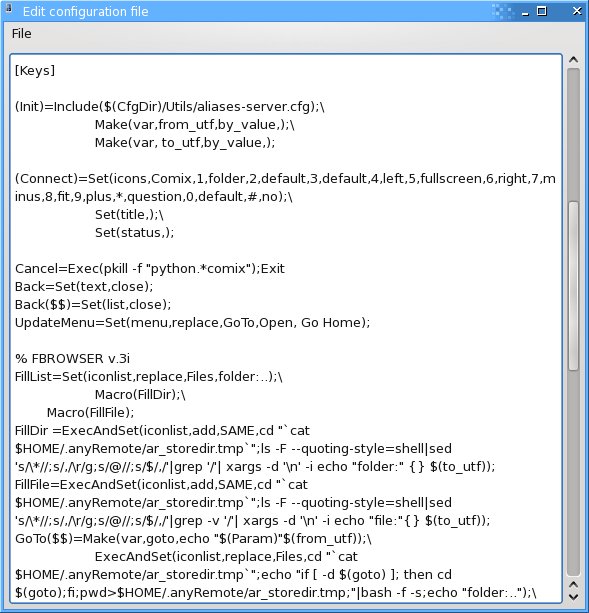 Edit configuration file
File
[Keys]
(Init)=Include($(CfgDir)/Utils/aliases-server.cfg);\
Make(var,from_utf,by_value,);\
Make(var, to_utf,by_value,);
(Connect)=Set(icons,Comix,1,folder,2,default,3,default,4,left,5,fullscreen,6,right,7,m
inus,8,fit,9,plus,*,question,0,default,#,no);\
Set(title,);\
Set(status,);
Cancel=Exec(pkill -f "python.*comix");Exit
Back=Set(text,close);
Back($$)=Set(list,close);
UpdateMenu=Set(menu,replace,GoTo,Open, Go Home);
% FBROWSER v.3i
FillList=Set(iconlist,replace,Files,folder:..);\
Macro(FillDir);\
Macro(FillFile);
FillDir =ExecAndSet(iconlist,add,SAME,cd "`cat
$HOME/.anyRemote/ar_storedir.tmp`";ls -F --quoting-style=shell|sed
's/\*//;s/,/\r/g;s/@//;s/$/,/'|grep '/'| xargs -d '\n' -i echo "folder:" {} $(to_utf));
FillFile=ExecAndSet(iconlist,add,SAME,cd "`cat
$HOME/.anyRemote/ar_storedir.tmp`";ls -F --quoting-style=shell|sed
's/\*//;s/,/\r/g;s/@//;s/$/,/'|grep -v '/'| xargs -d '\n' -i echo "file:"{} $(to_utf));
GoTo($$)=Make(var,goto,echo "$(Param)"$(from_utf));\
ExecAndSet(iconlist,replace,Files,cd "`cat
$HOME/.anyRemote/ar_storedir.tmp`";echo "if [ -d $(goto) ]; then cd
$(goto);fi;pwd>$HOME/.anyRemote/ar_storedir.tmp;"|bash -f -s;echo "folder:..");\